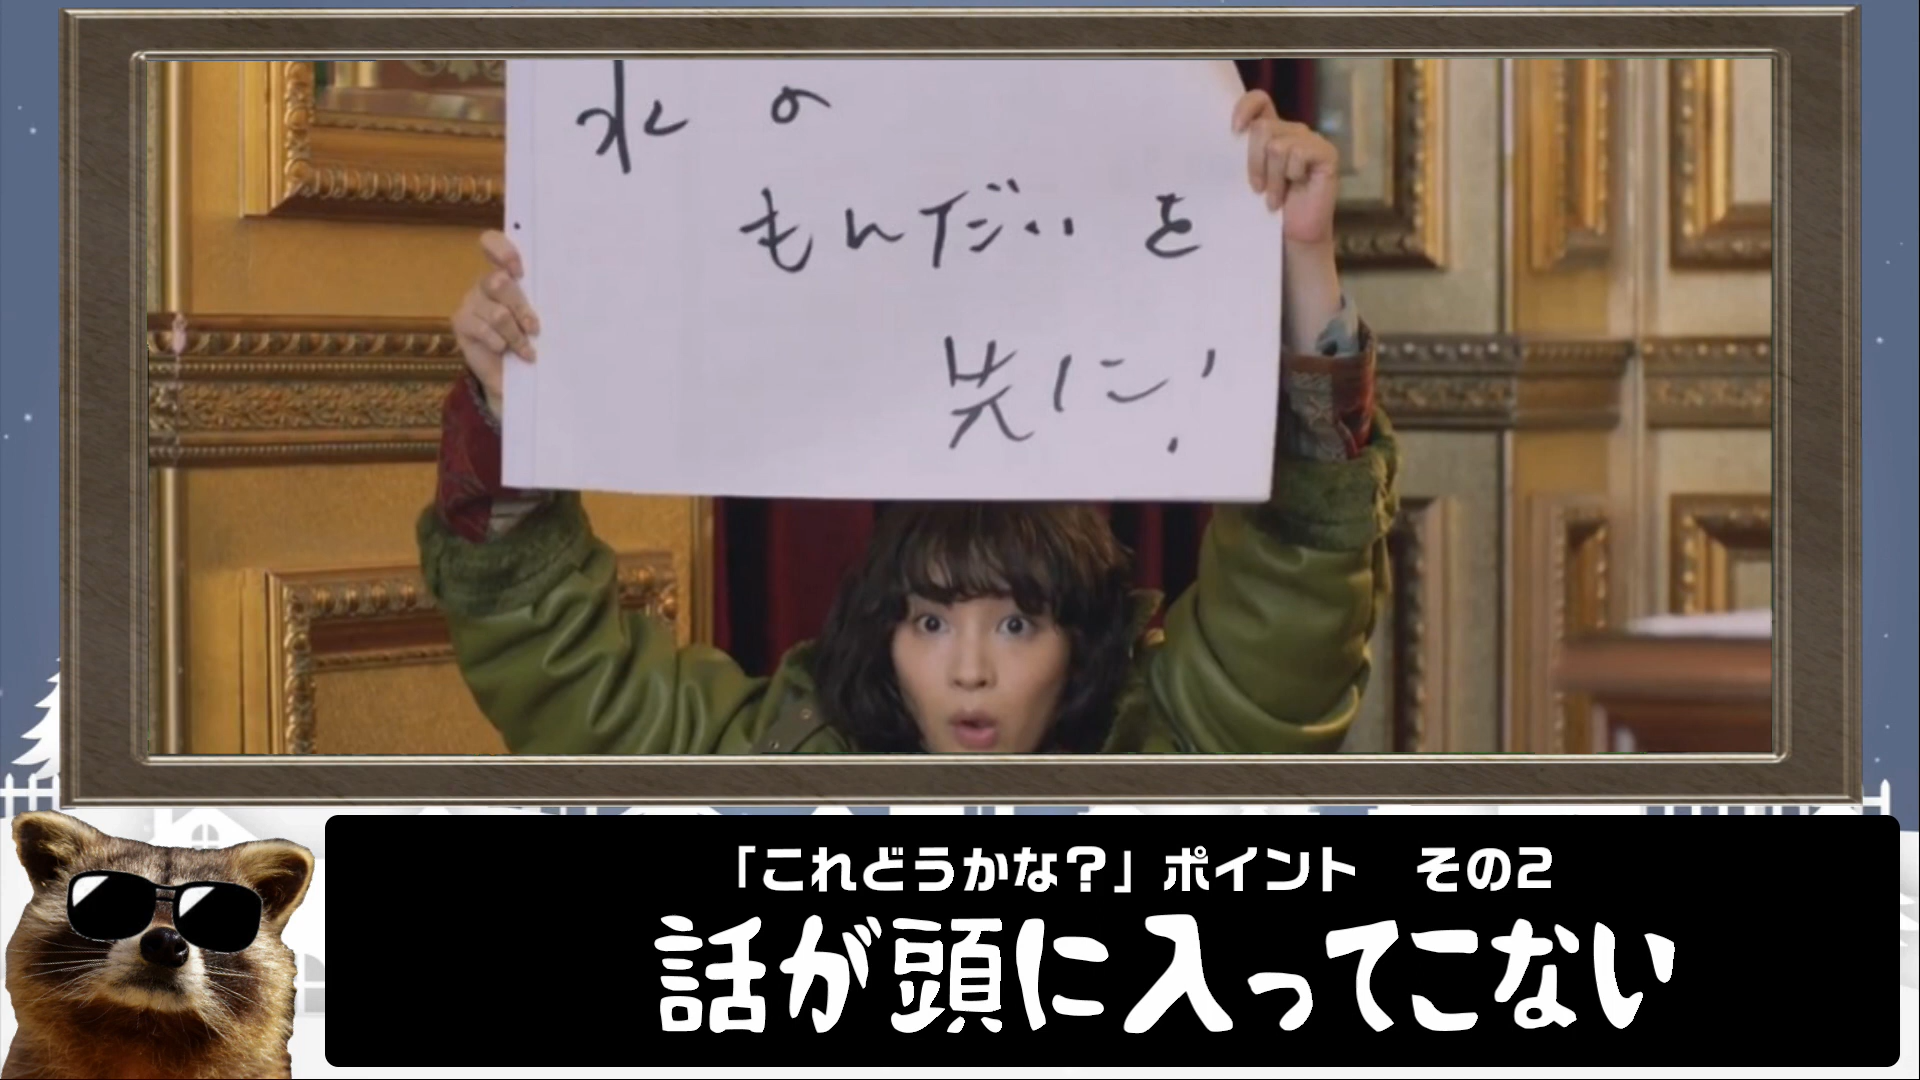 水の
もんだいを
先に!
「これどうかな?」ポイント　その2
話が頭に入ってこない